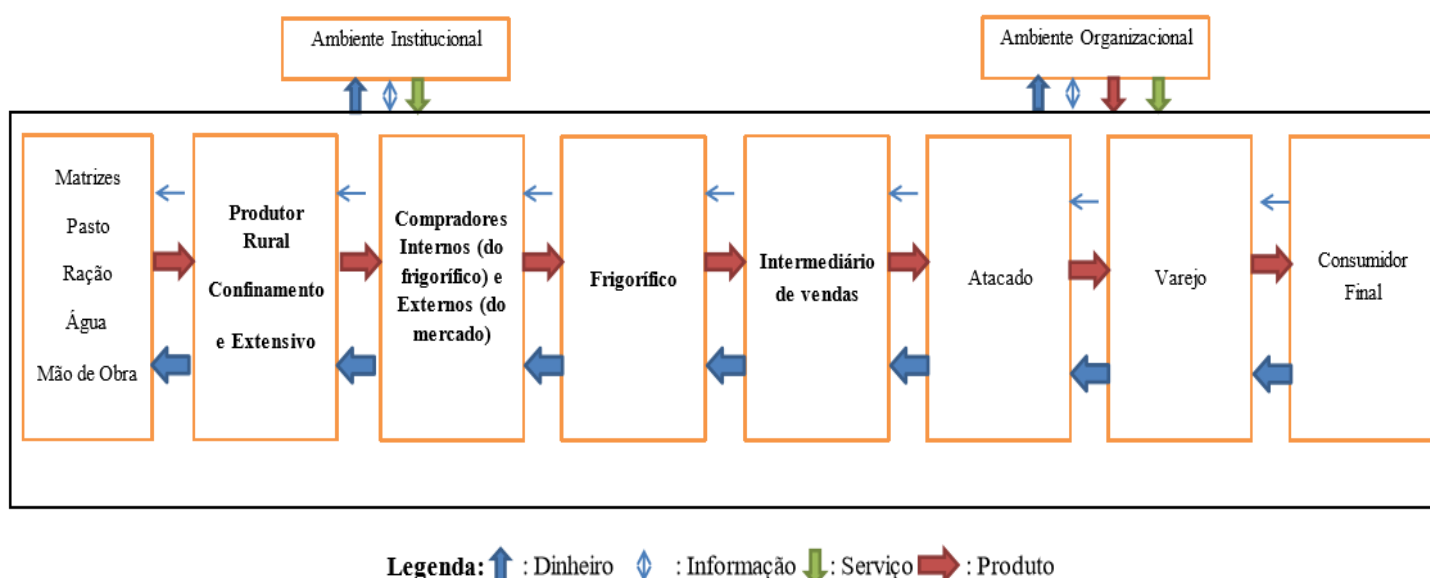 Ambiente Institucional
Ambiente Organizacional
Matrizes
Pasto
Ração
Água
Mão de Obra
Produtor
Rural
Confinamento
e Extensivo
Compradores
Internos (do
frigorífico) e
Externos (do
mercado)
Frigorífico
Intermediário
de vendas
Atacado
Varejo
Consumidor
Final
Legenda: : Dinheiro : Informação : Serviço : Produto